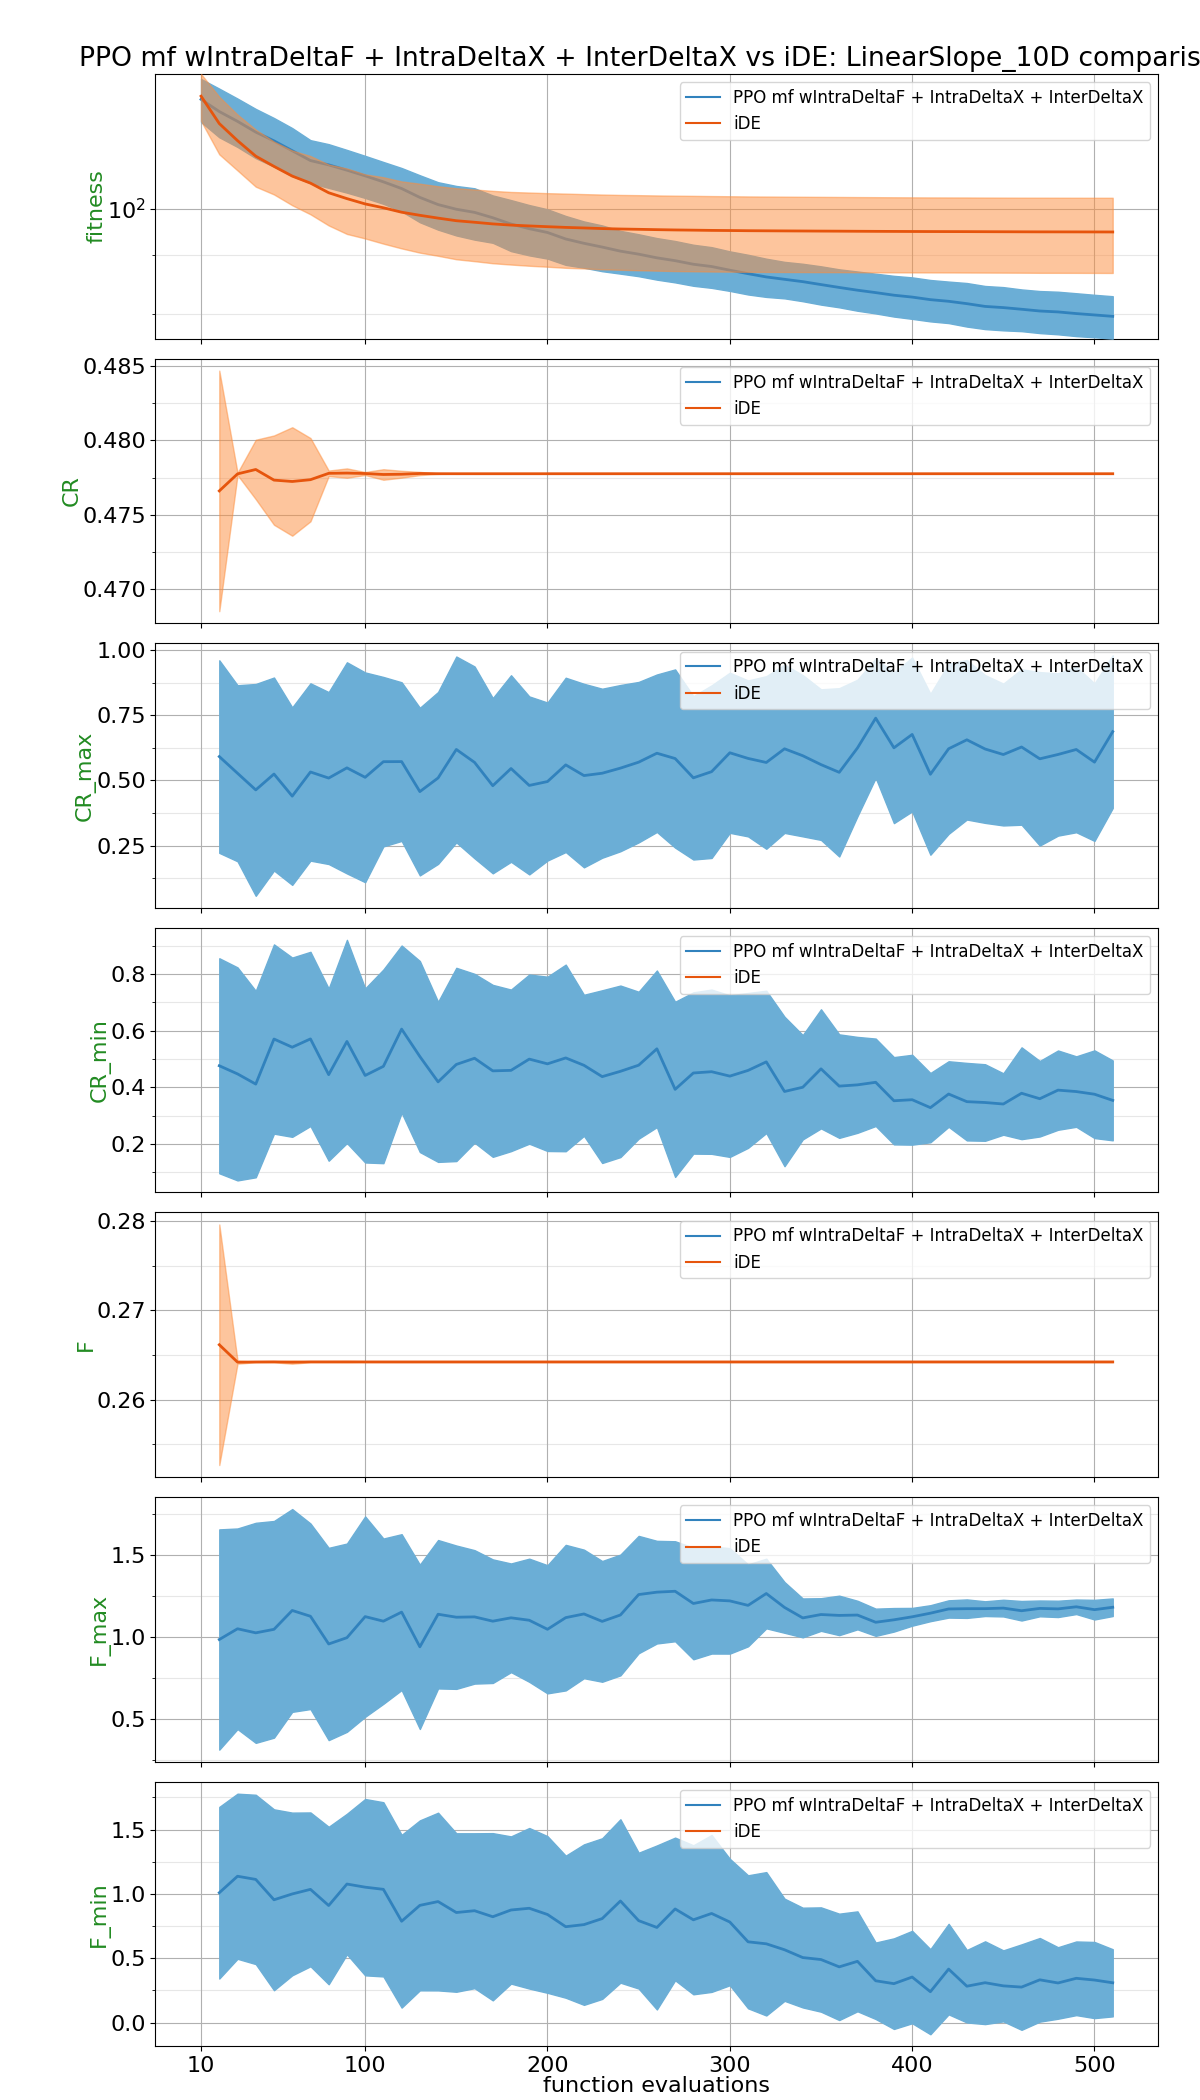 PPO mf wIntraDeltaF + IntraDeltaX + InterDeltaX vs iDE: LinearSlope_10D comparis
PPO mf wIntraDeltaF + IntraDeltaX + InterDeltaX
iDE
fitness
10²
PPO mf wIntraDeltaF + IntraDeltaX + InterDeltaX
iDE
CR
0.485
0.480
0.475
0.470
PPO mf wIntraDeltaF + IntraDeltaX + InterDeltaX
iDE
CR_max
1.00
0.75
0.50
0.25
PPO mf wIntraDeltaF + IntraDeltaX + InterDeltaX
iDE
CR_min
0.8
0.6
0.4
0.2
PPO mf wIntraDeltaF + IntraDeltaX + InterDeltaX
iDE
F
0.28
0.27
0.26
PPO mf wIntraDeltaF + IntraDeltaX + InterDeltaX
iDE
F_max
1.5
1.0
0.5
PPO mf wIntraDeltaF + IntraDeltaX + InterDeltaX
iDE
F_min
1.5
1.0
0.5
0.0
10 100 200 300 400 500
function evaluations